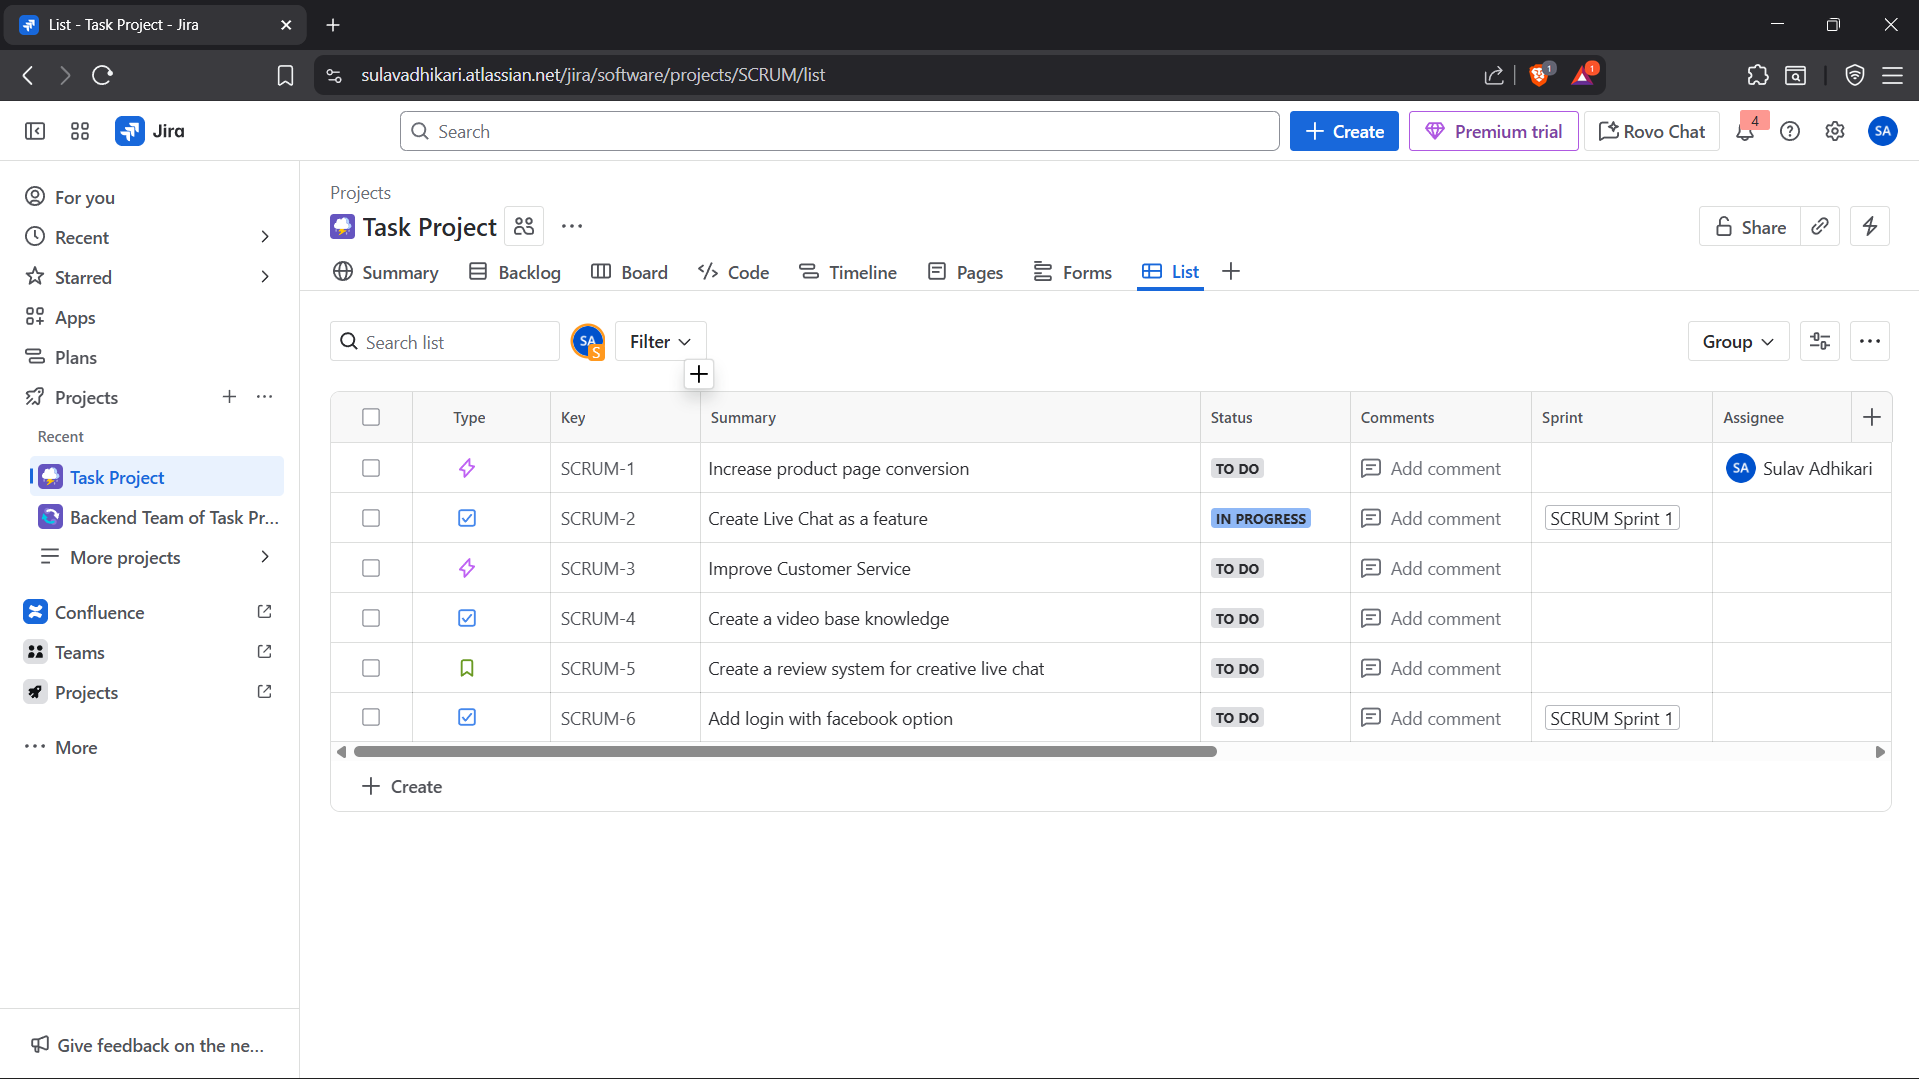 List - Task Project - Jira
sulavadhikari.atlassian.net/jira/software/projects/SCRUM/list
1
1
Jira
Search
Create
Premium trial
Rovo Chat
4
SA
For you
Recent
Starred
Apps
Plans
Projects
Recent
Task Project
Backend Team of Task Pr...
More projects
Confluence
Teams
Projects
More
Give feedback on the ne...
Projects
Task Project
Share
Summary
Backlog
Board
Code
Timeline
Pages
Forms
List
Search list
SA
S
Filter
Group
Type Key Summary Status Comments Sprint Assignee
SCRUM-1 Increase product page conversion TO DO Add comment SA Sulav Adhikari
SCRUM-2 Create Live Chat as a feature IN PROGRESS Add comment SCRUM Sprint 1
SCRUM-3 Improve Customer Service TO DO Add comment
SCRUM-4 Create a video base knowledge TO DO Add comment
SCRUM-5 Create a review system for creative live chat TO DO Add comment
SCRUM-6 Add login with facebook option TO DO Add comment SCRUM Sprint 1
Create